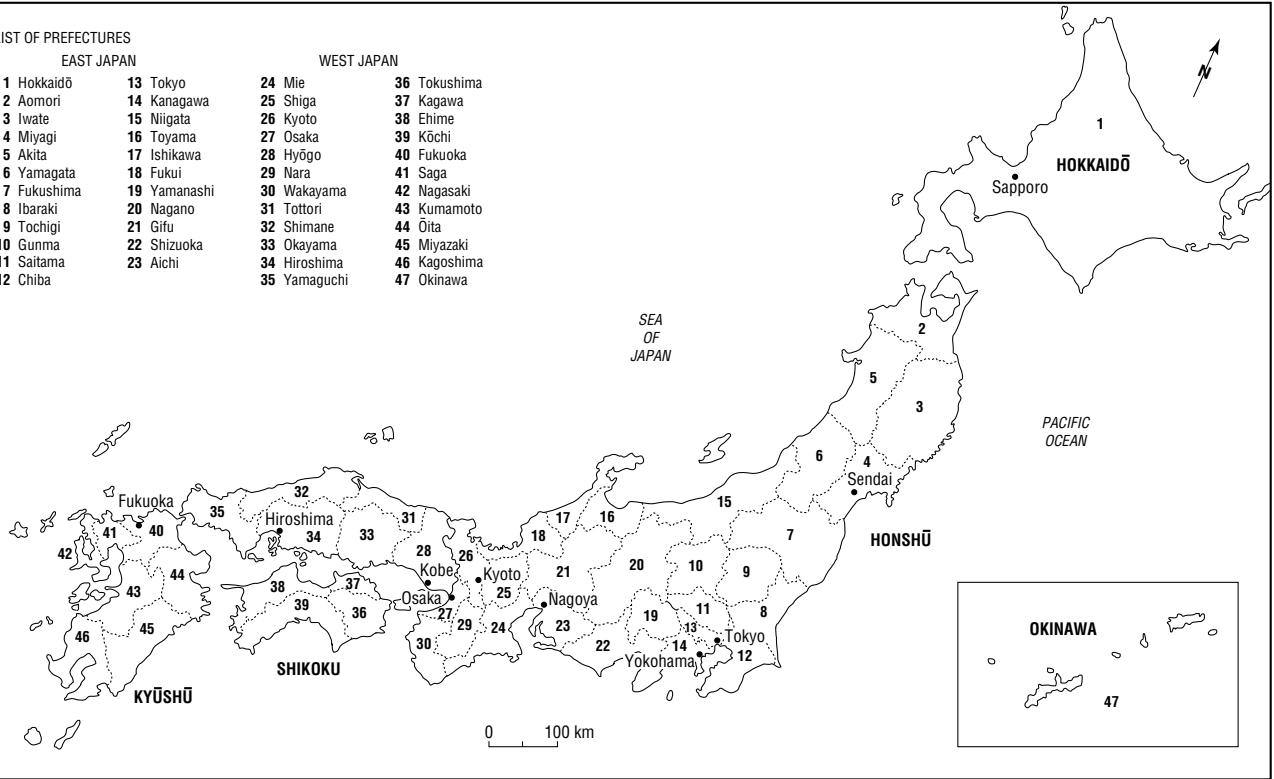 LIST OF PREFECTURES
EAST JAPAN WEST JAPAN
1 Hokkaidō 13 Tokyo 24 Mie 36 Tokushima
2 Aomori 14 Kanagawa 25 Shiga 37 Kagawa
3 Iwate 15 Niigata 26 Kyoto 38 Ehime
4 Miyagi 16 Toyama 27 Osaka 39 Kōchi
5 Akita 17 Ishikawa 28 Hyōgo 40 Fukuoka
6 Yamagata 18 Fukui 29 Nara 41 Saga
7 Fukushima 19 Yamanashi 30 Wakayama 42 Nagasaki
8 Ibaraki 20 Nagano 31 Tottori 43 Kumamoto
9 Tochigi 21 Gifu 32 Shimane 44 Ōita
10 Gunma 22 Shizuoka 33 Okayama 45 Miyazaki
11 Saitama 23 Aichi 34 Hiroshima 46 Kagoshima
12 Chiba 35 Yamaguchi 47 Okinawa
N
1
HOKKAIDŌ
Sapporo
SEA
OF
JAPAN
2
5
3
PACIFIC
OCEAN
6
4
Sendai
HONSHŪ
15
7
16
17
18
20
10
9
21
19
11
8
13
Tokyo
14
Yokohama
12
22
23
Nagoya
32
35
Hiroshima
34
33
31
28
26
Kobe
Kyoto
25
Osaka
27
29
24
30
Fukuoka
41
40
42
44
43
45
46
KYŪSHŪ
38
37
39
36
SHIKOKU
0 100 km
OKINAWA
47